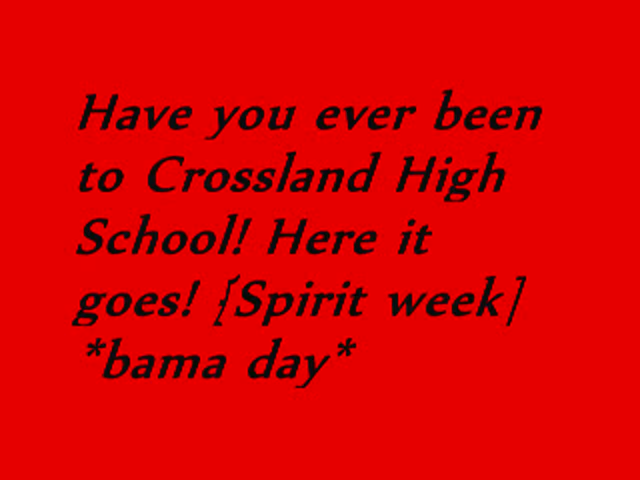 Have you ever been
to Crossland High
School! Here it
goes! {Spirit week]
*bama day*